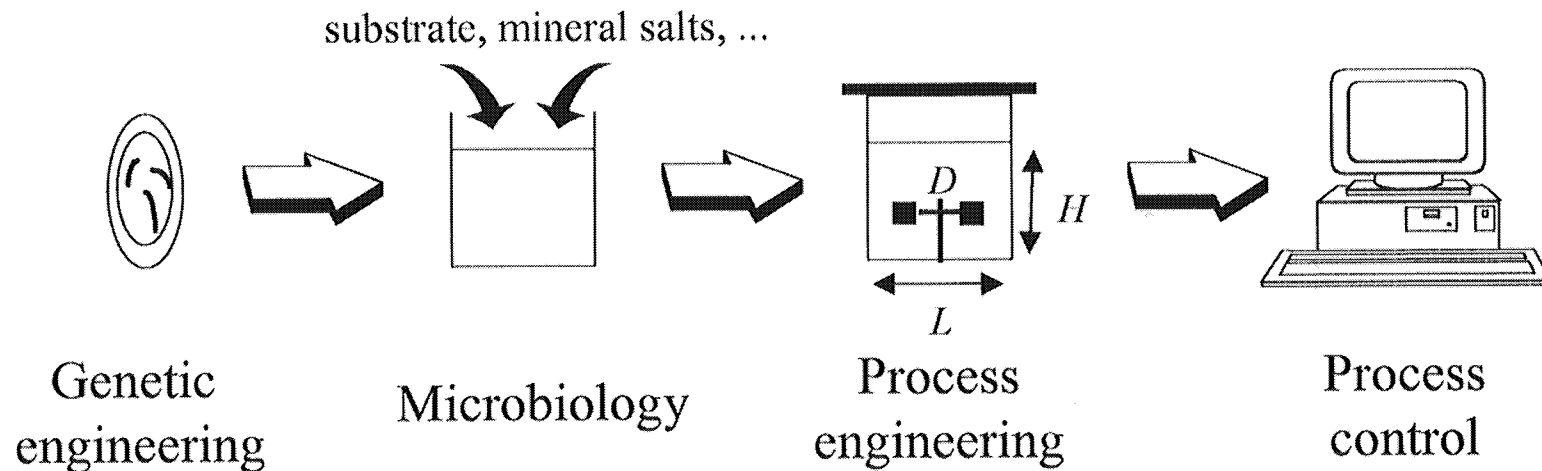 substrate, mineral salts, ...
D
H
L
Genetic
engineering
Microbiology
Process
engineering
Process
control